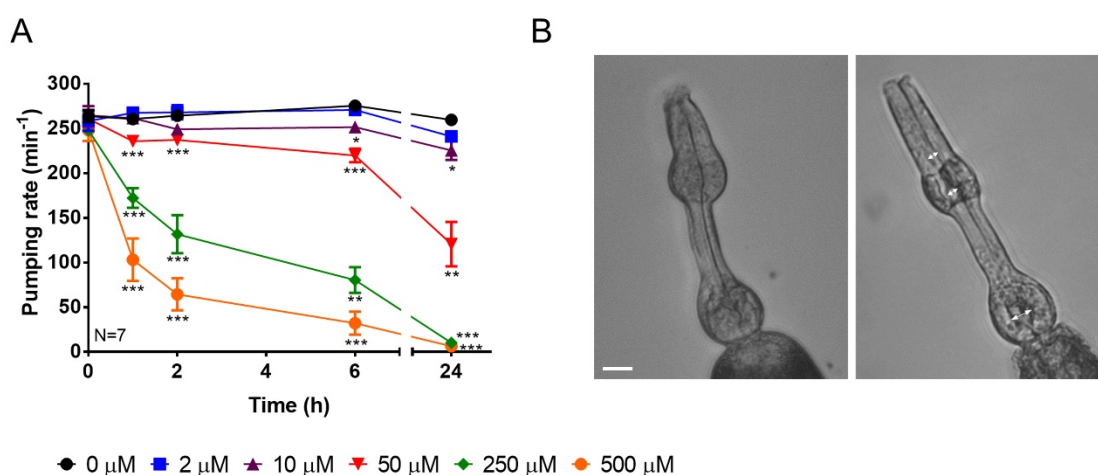 A
B
Pumping rate (min⁻¹)
300
250
200
150
100
50
0
*** *** * *** * **
*** *** ** ***
*** *** *** ***
N=7
0 2 4 6 24
Time (h)
0 μM 2 μM 10 μM 50 μM 250 μM 500 μM